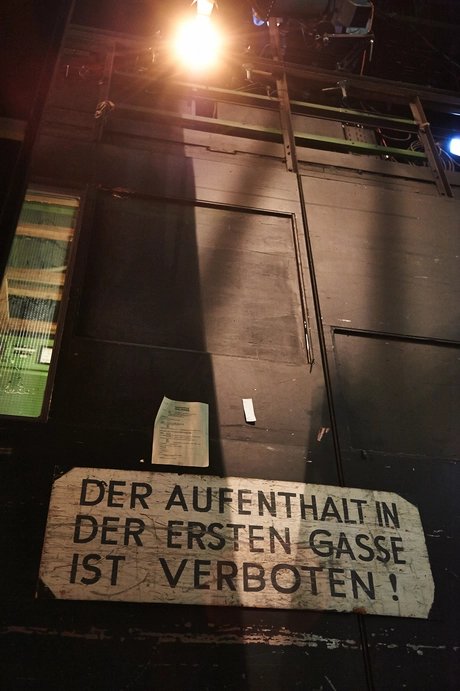 DER AUFENTHALT IN
DER ERSTEN GASSE
IST VERBOTEN!